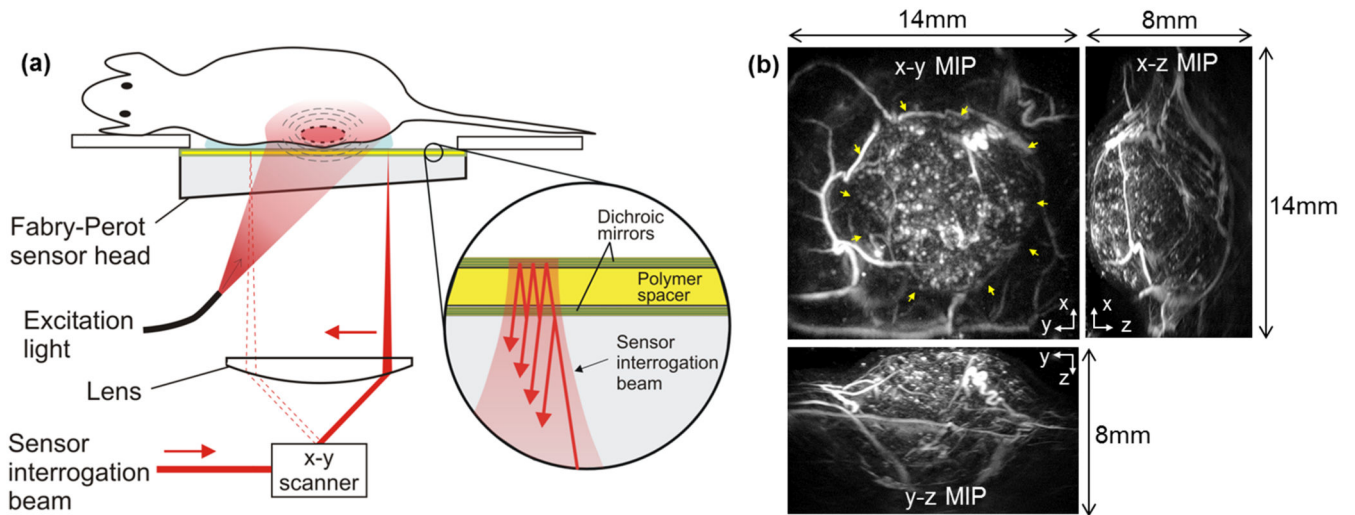 (a)
Fabry-Perot
sensor head
Excitation
light
Lens
Sensor
interrogation
beam
x-y
scanner
Dichroic
mirrors
Polymer
spacer
Sensor
interrogation
beam
(b)
14mm
8mm
x-y MIP
x-z MIP
14mm
x
y
x
z
y
z
8mm
y-z MIP